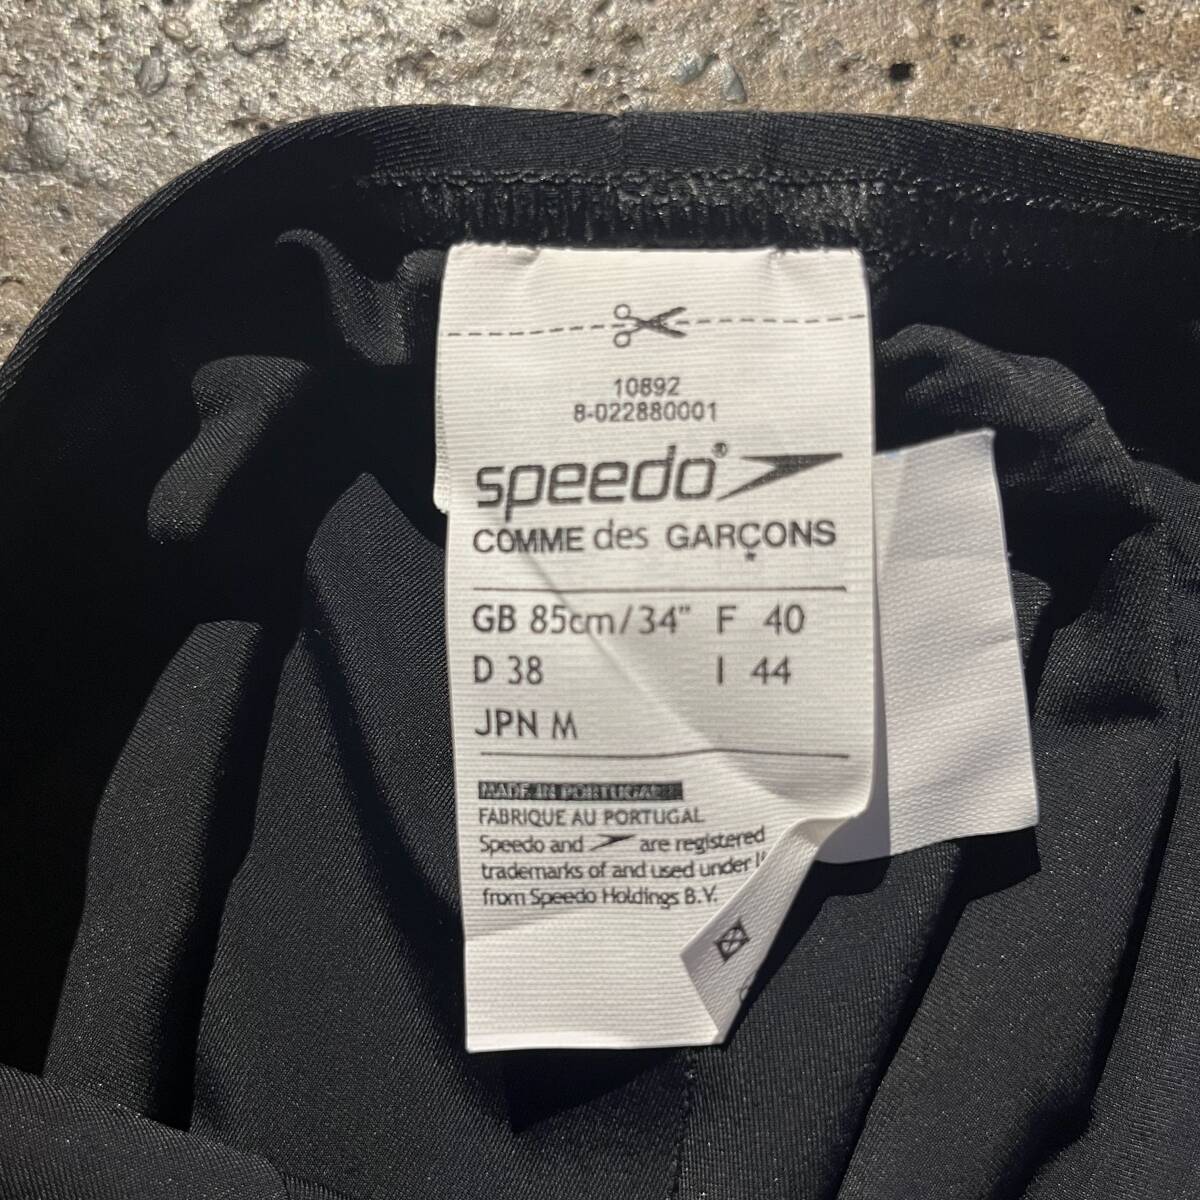 10892
8-022880001
speedo®
COMME des GARÇONS
GB 85cm/34" F 40
D 38 I 44
JPN M
MADE IN PORTUGAL
FABRIQUE AU PORTUGAL
Speedo and are registered
trademarks of and used under
from Speedo Holdings B.V.